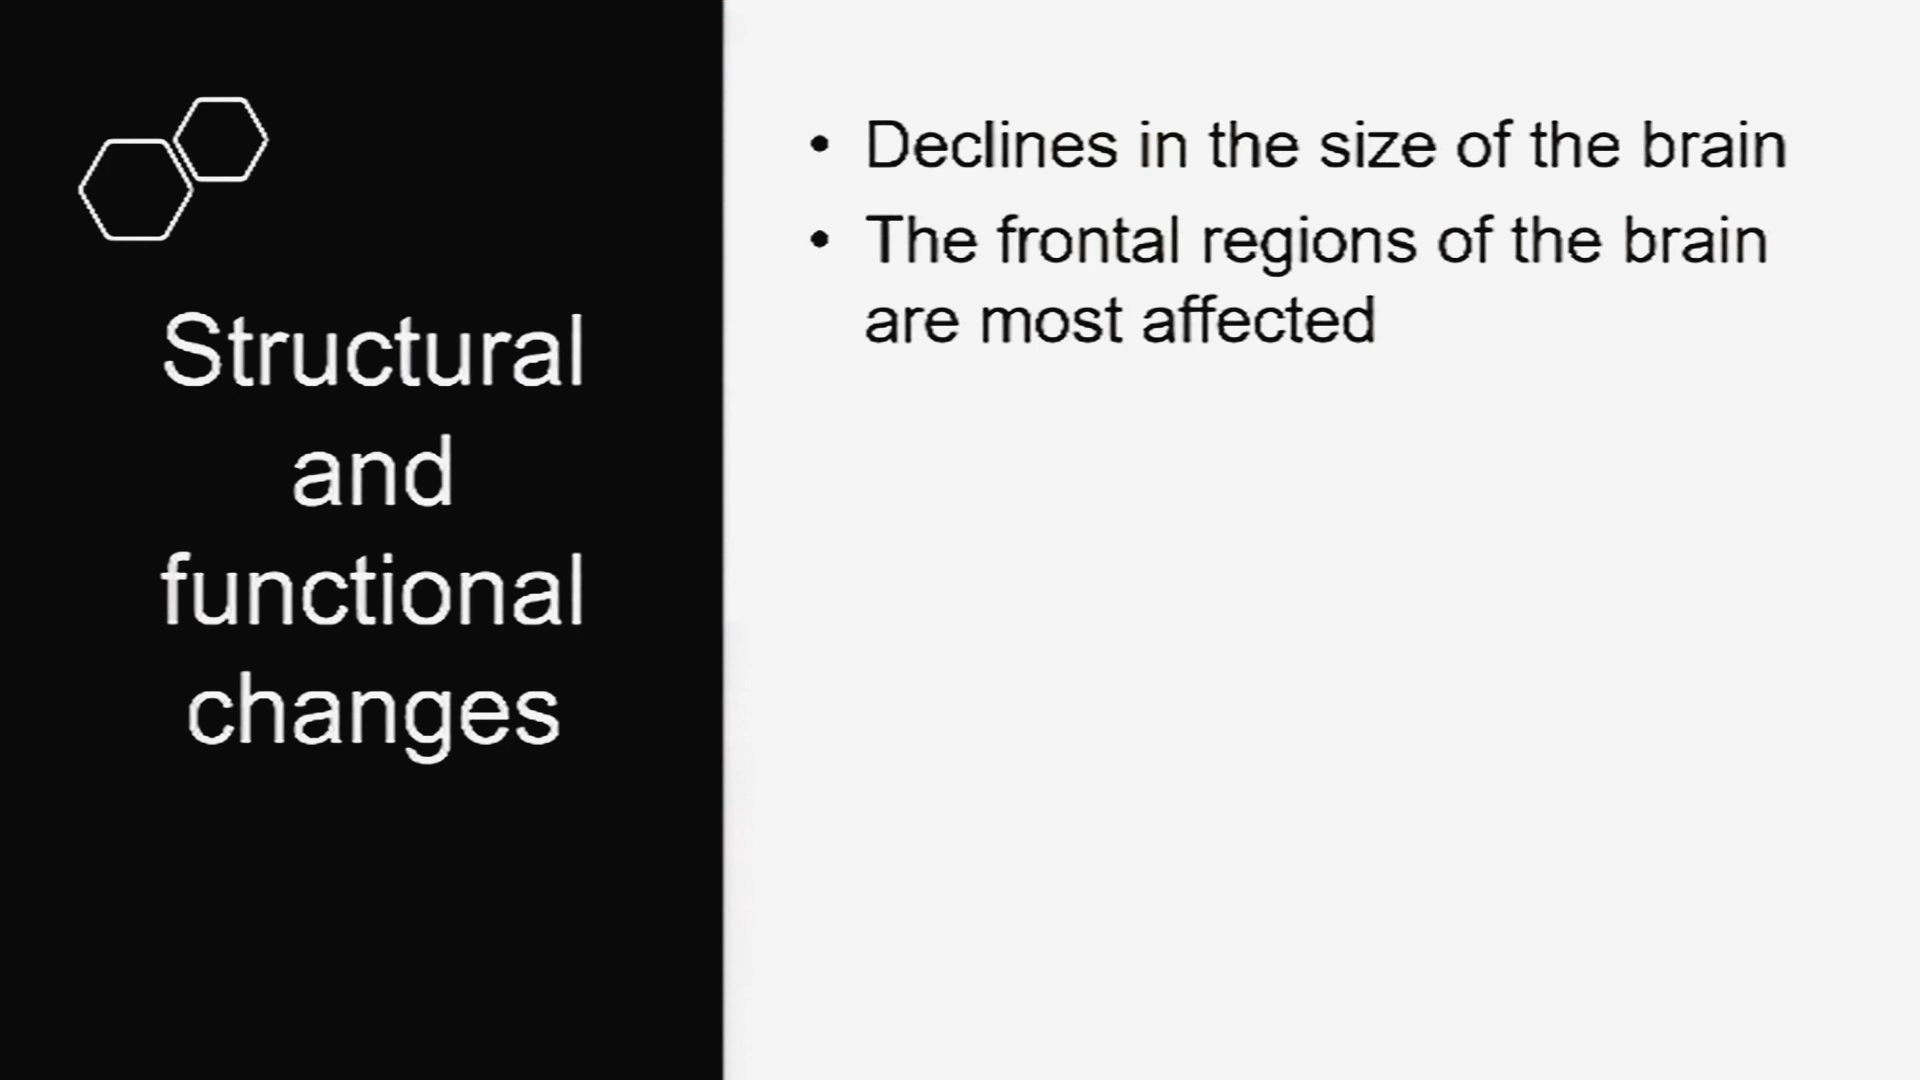 Structural
and
functional
changes
• Declines in the size of the brain
• The frontal regions of the brain
are most affected